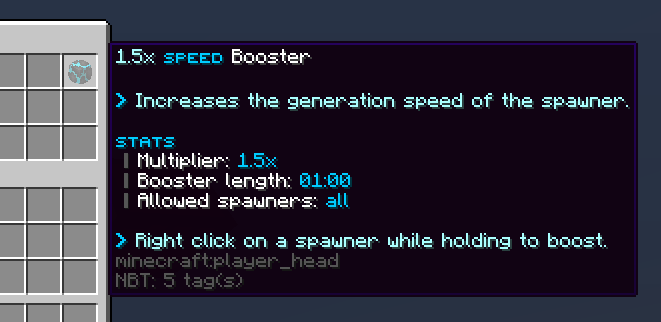 1.5x SPEED Booster
> Increases the generation speed of the spawner.
STATS
| Multiplier: 1.5x
| Booster length: 01:00
| Allowed spawners: all
> Right click on a spawner while holding to boost.
minecraft:player_head
NBT: 5 tag(s)